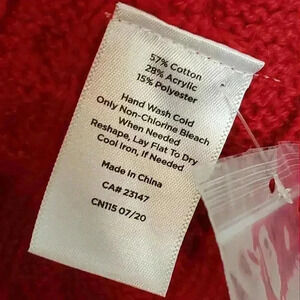 57% Cotton
28% Acrylic
15% Polyester
Hand Wash Cold
Only Non-Chlorine Bleach
When Needed
Reshape, Lay Flat To Dry
Cool Iron, If Needed
Made in China
CA# 23147
CN115 07/20